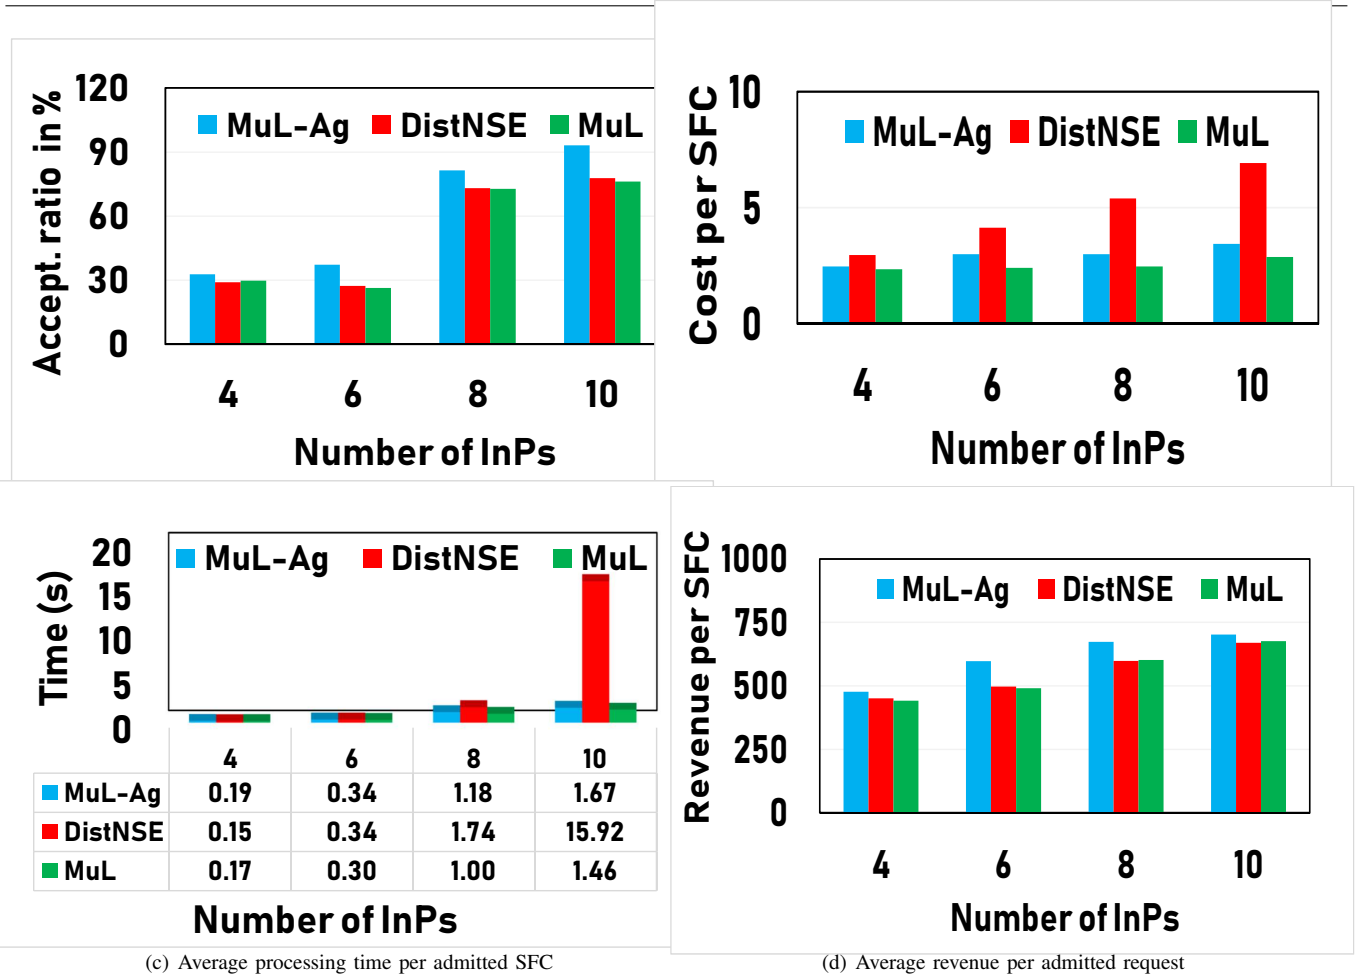 120
90
60
30
0
Accept. ratio in %
MuL-Ag DistNSE MuL
4 6 8 10
Number of InPs
10
5
0
Cost per SFC
MuL-Ag DistNSE MuL
4 6 8 10
Number of InPs
20
15
10
5
0
Time (s)
MuL-Ag DistNSE MuL
4 6 8 10
MuL-Ag 0.19 0.34 1.18 1.67
DistNSE 0.15 0.34 1.74 15.92
MuL 0.17 0.30 1.00 1.46
Number of InPs
(c) Average processing time per admitted SFC
1000
750
500
250
0
Revenue per SFC
MuL-Ag DistNSE MuL
4 6 8 10
Number of InPs
(d) Average revenue per admitted request